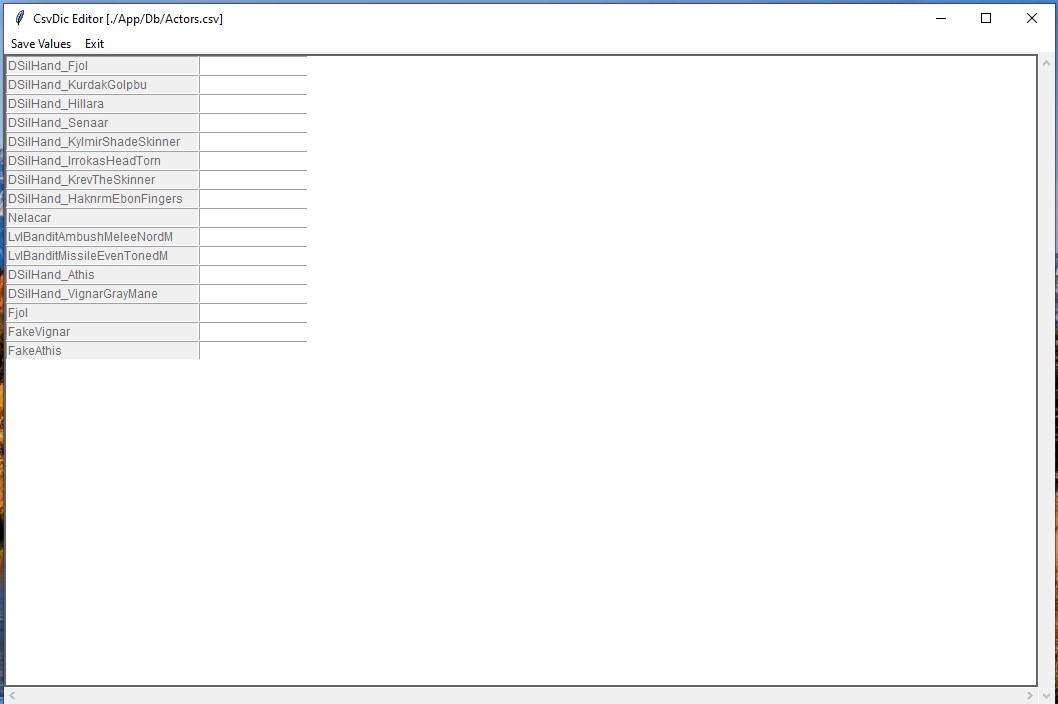 CsvDic Editor [./App/Db/Actors.csv]
Save Values Exit
DSilHand_Fjol
DSilHand_KurdakGolpbu
DSilHand_Hillara
DSilHand_Senaar
DSilHand_KylmirShadeSkinner
DSilHand_IrrokasHeadTorn
DSilHand_KrevTheSkinner
DSilHand_HaknrmEbonFingers
Nelacar
LvlBanditAmbushMeleeNordM
LvlBanditMissileEvenTonedM
DSilHand_Athis
DSilHand_VignarGrayMane
Fjol
FakeVignar
FakeAthis